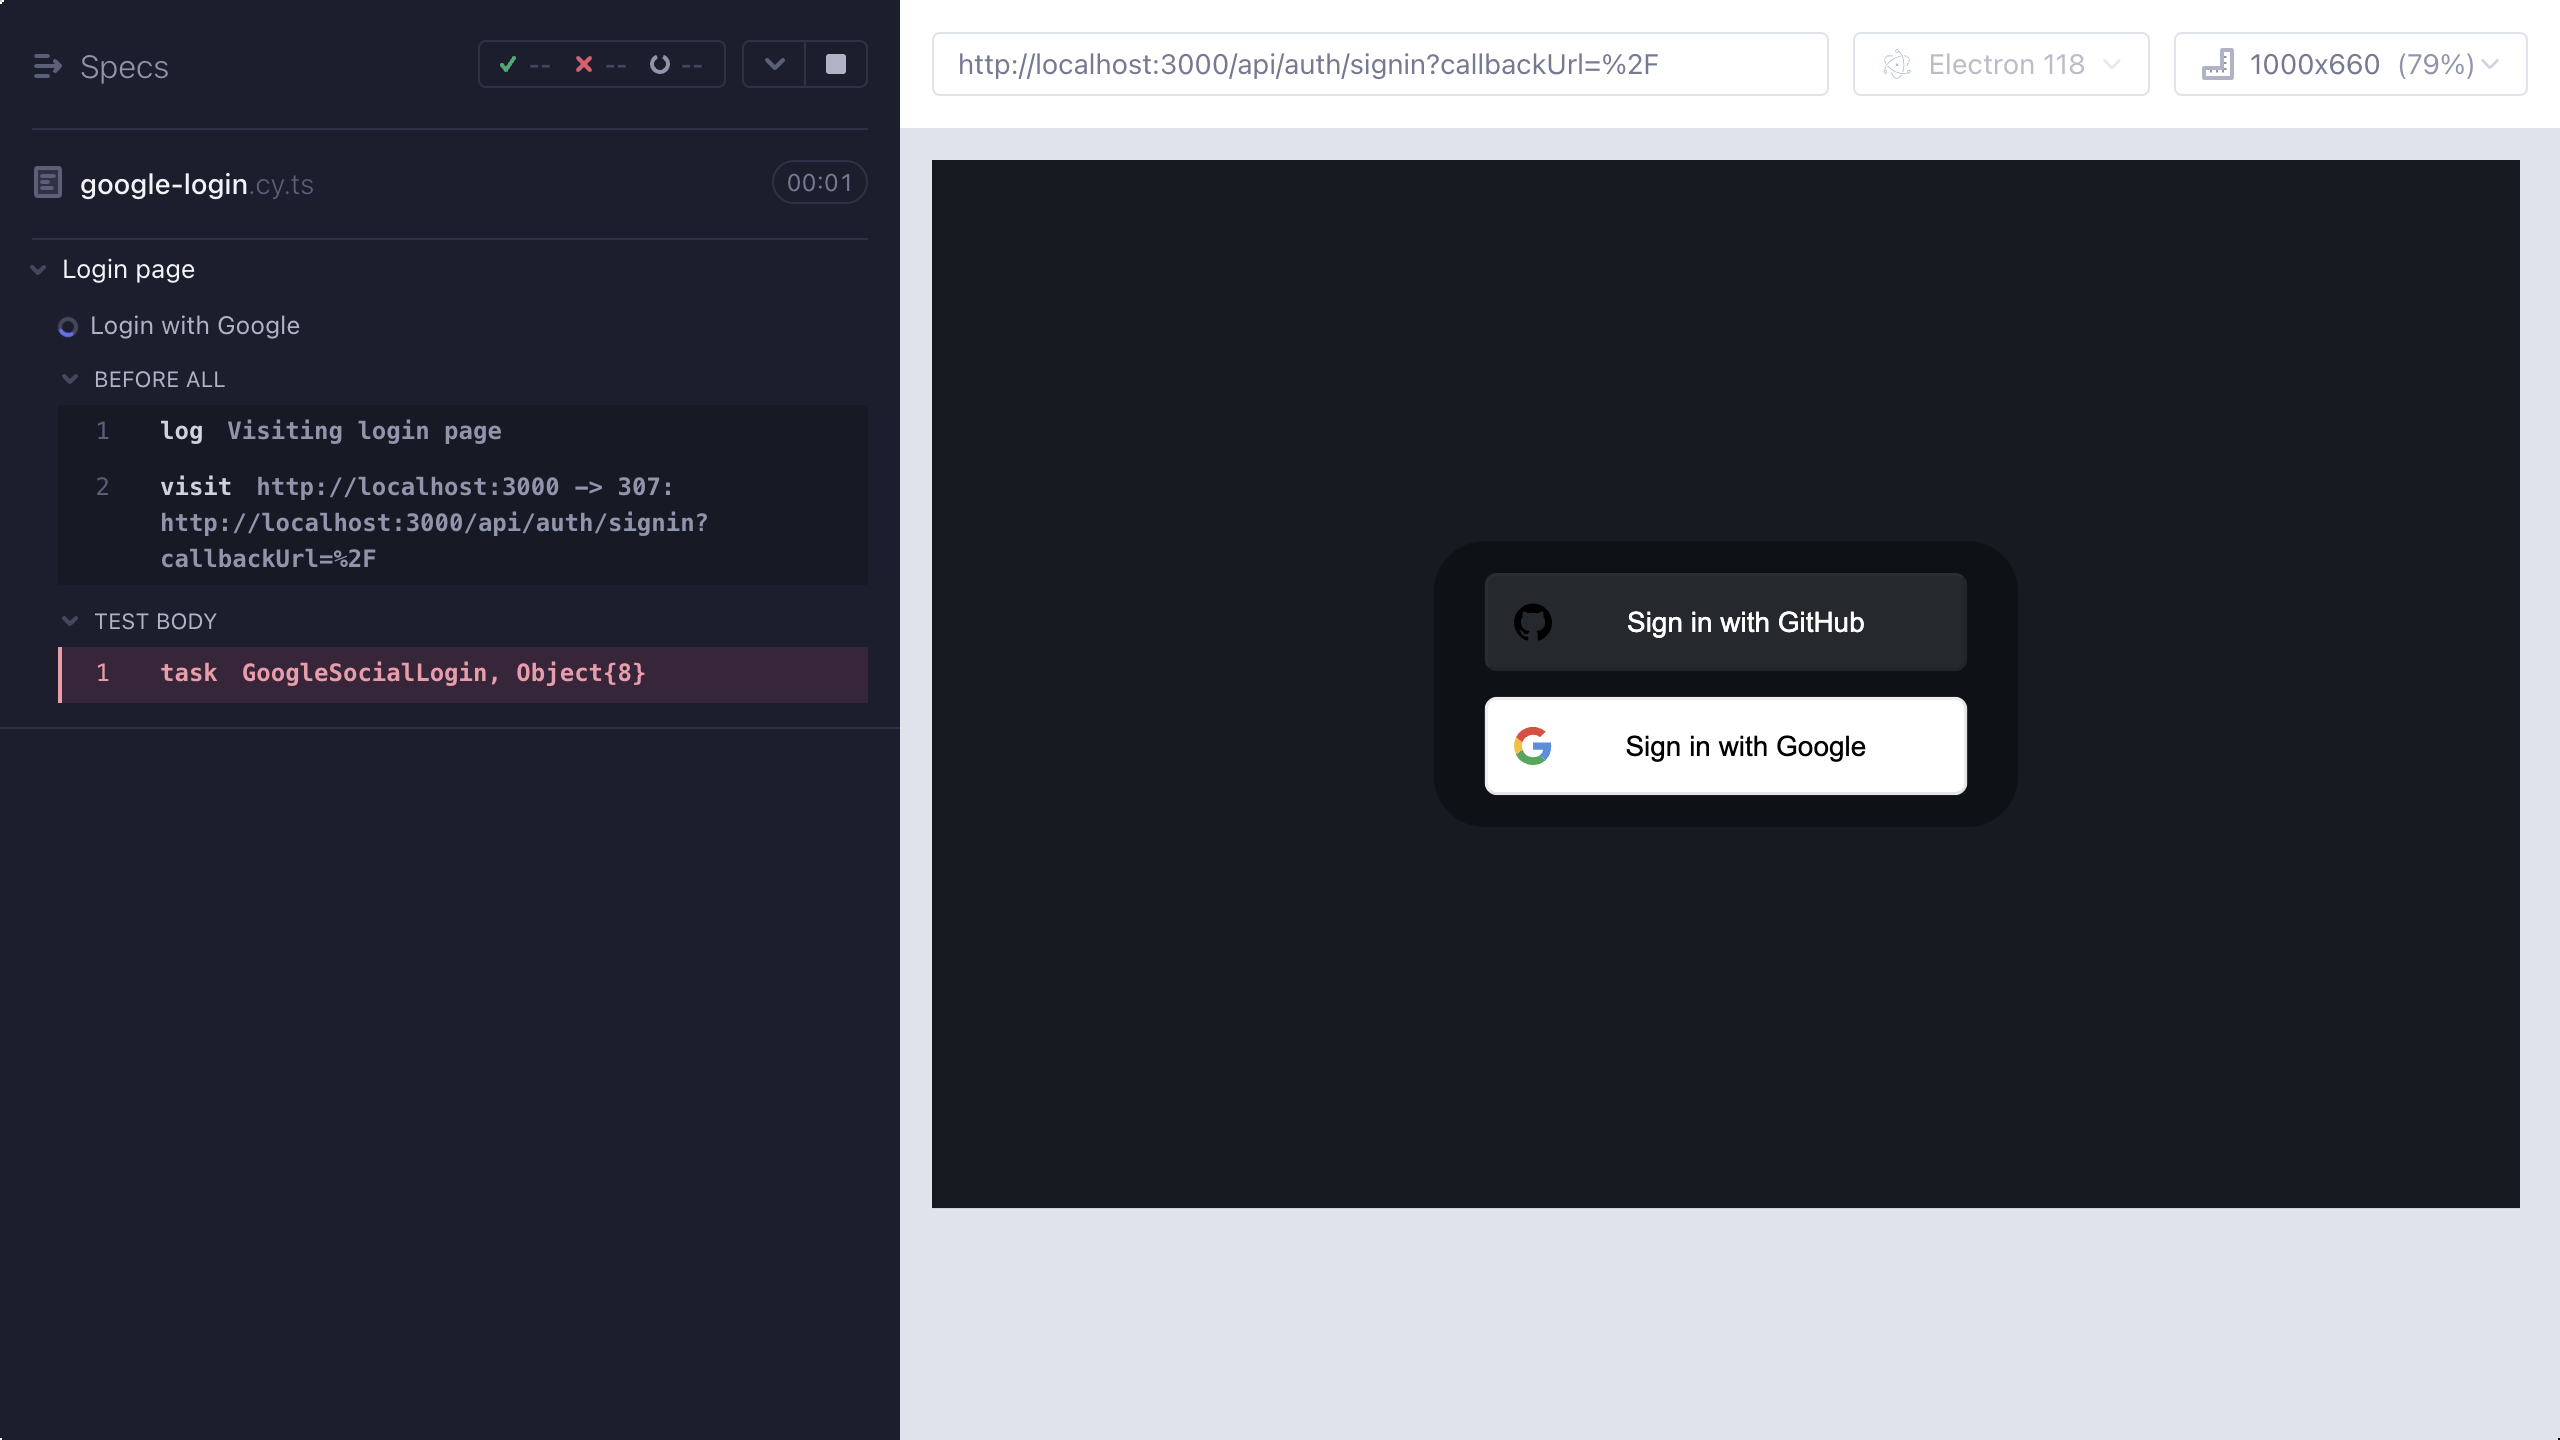 Specs
--
--
--
google-login.cy.ts
00:01
Login page
Login with Google
BEFORE ALL
1 log Visiting login page
2 visit http://localhost:3000 -> 307:
http://localhost:3000/api/auth/signin?
callbackUrl=%2F
TEST BODY
1 task GoogleSocialLogin, Object{8}
http://localhost:3000/api/auth/signin?callbackUrl=%2F
Electron 118
1000x660 (79%)
Sign in with GitHub
Sign in with Google